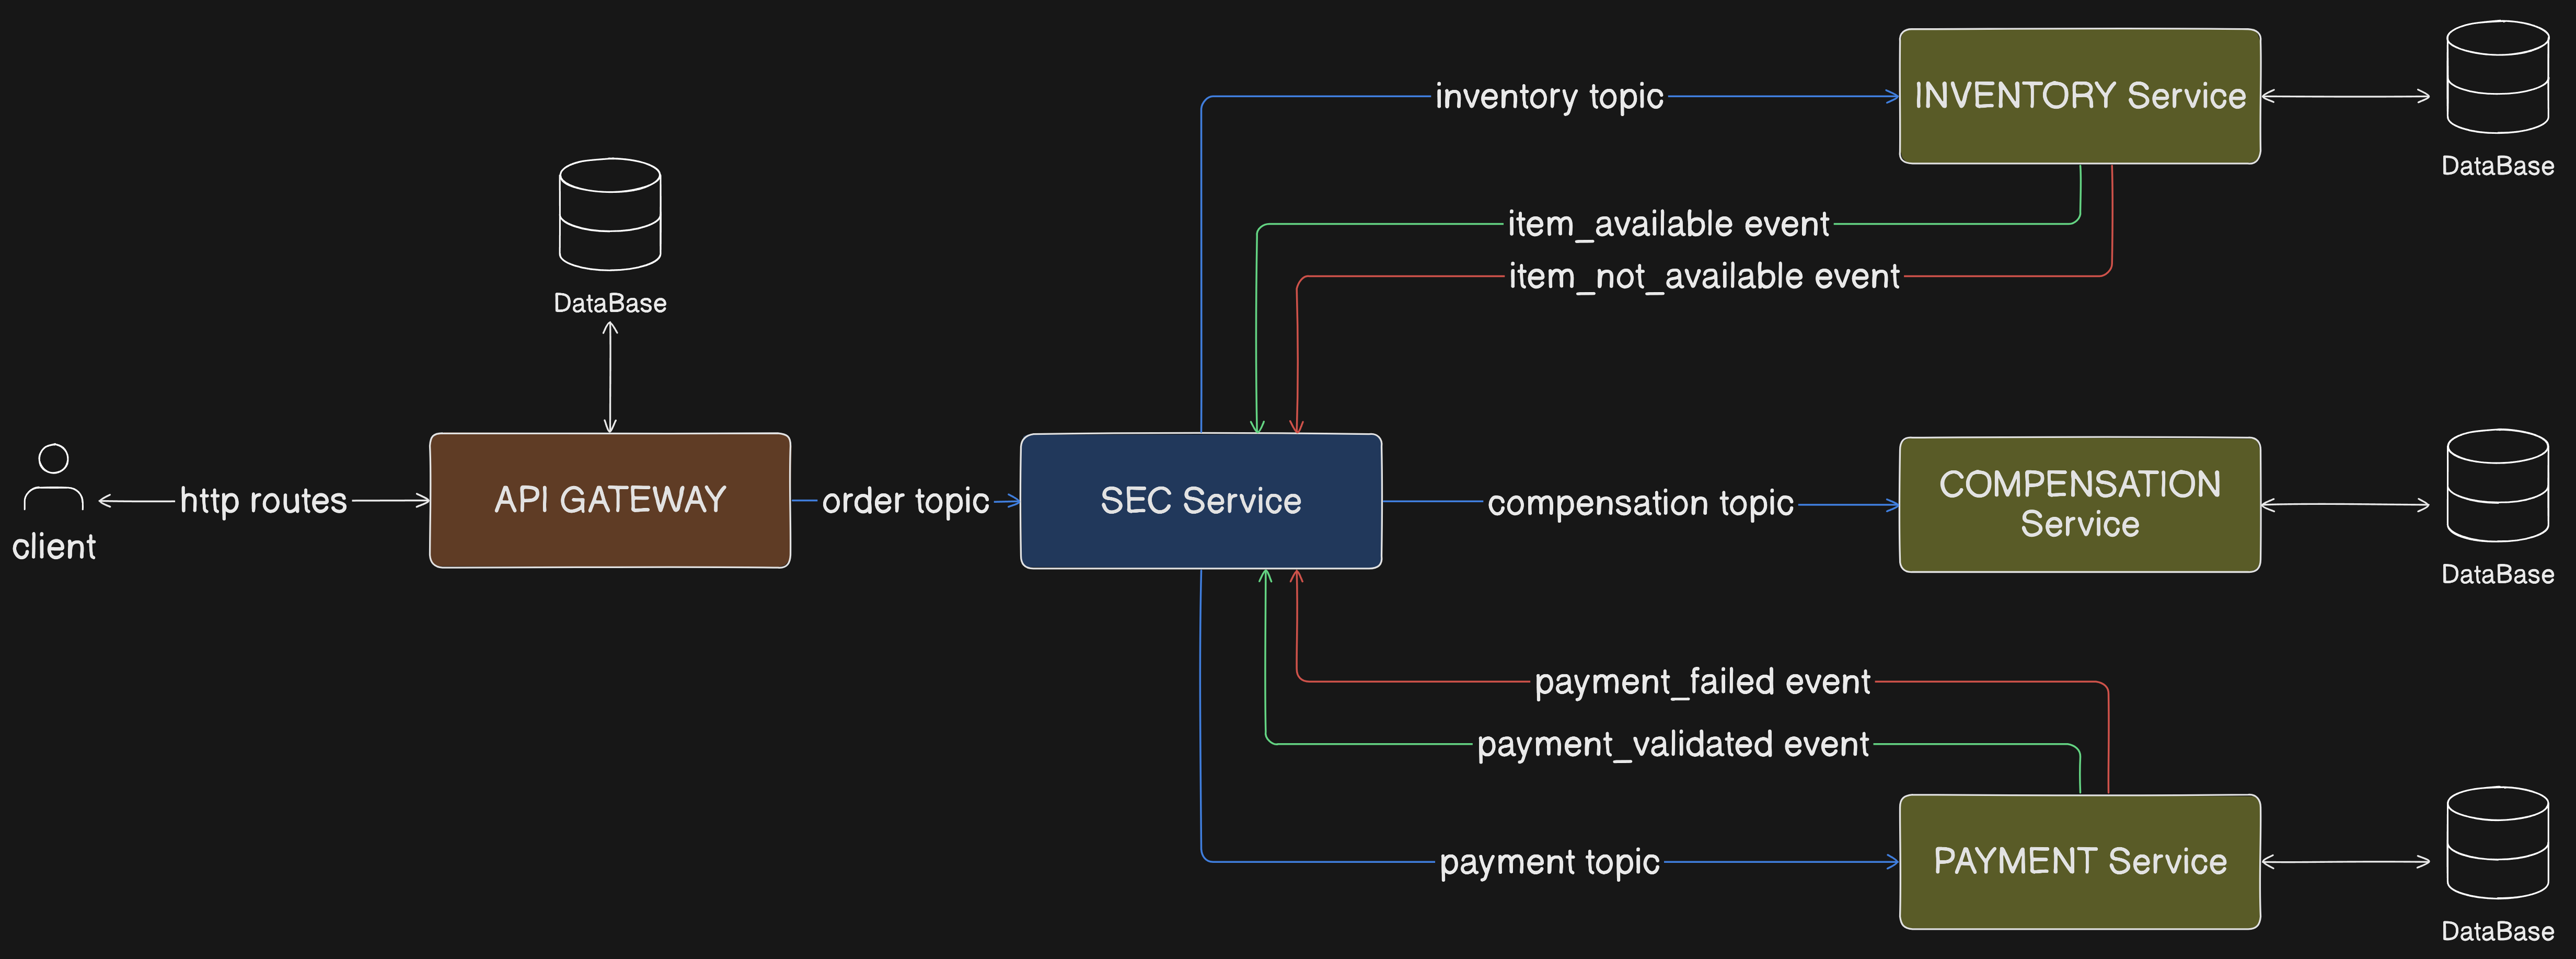 inventory topic
INVENTORY Service
DataBase
item_available event
item_not_available event
DataBase
client
http routes
API GATEWAY
order topic
SEC Service
compensation topic
COMPENSATION
Service
DataBase
payment_failed event
payment_validated event
payment topic
PAYMENT Service
DataBase